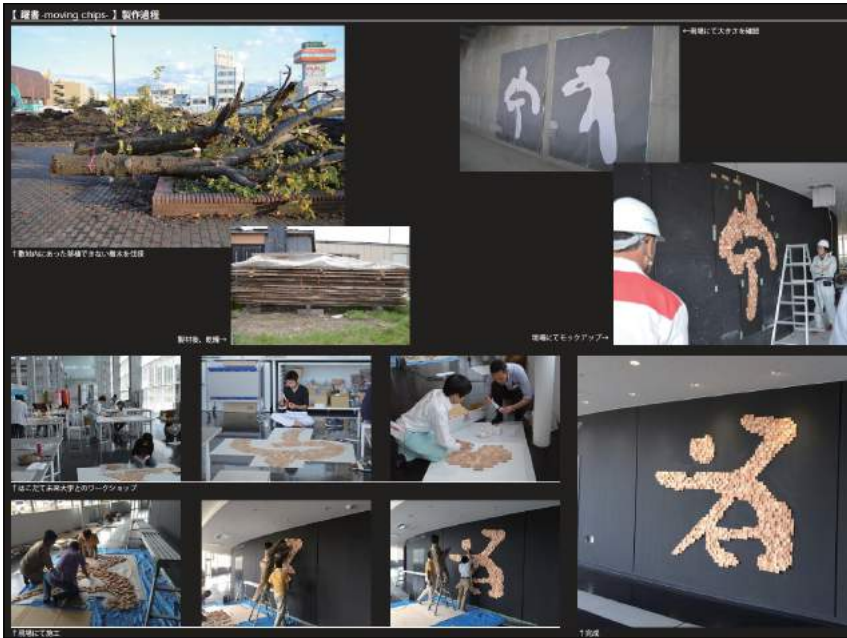 【 躍書 -moving chips- 】製作過程
←現場にて大きさを確認
↑敷地内にあった移植できない樹木を伐採
製材後、乾燥→
現場にてモックアップ→
↑はこだて未来大学とのワークショップ
↑現場にて施工
↑完成